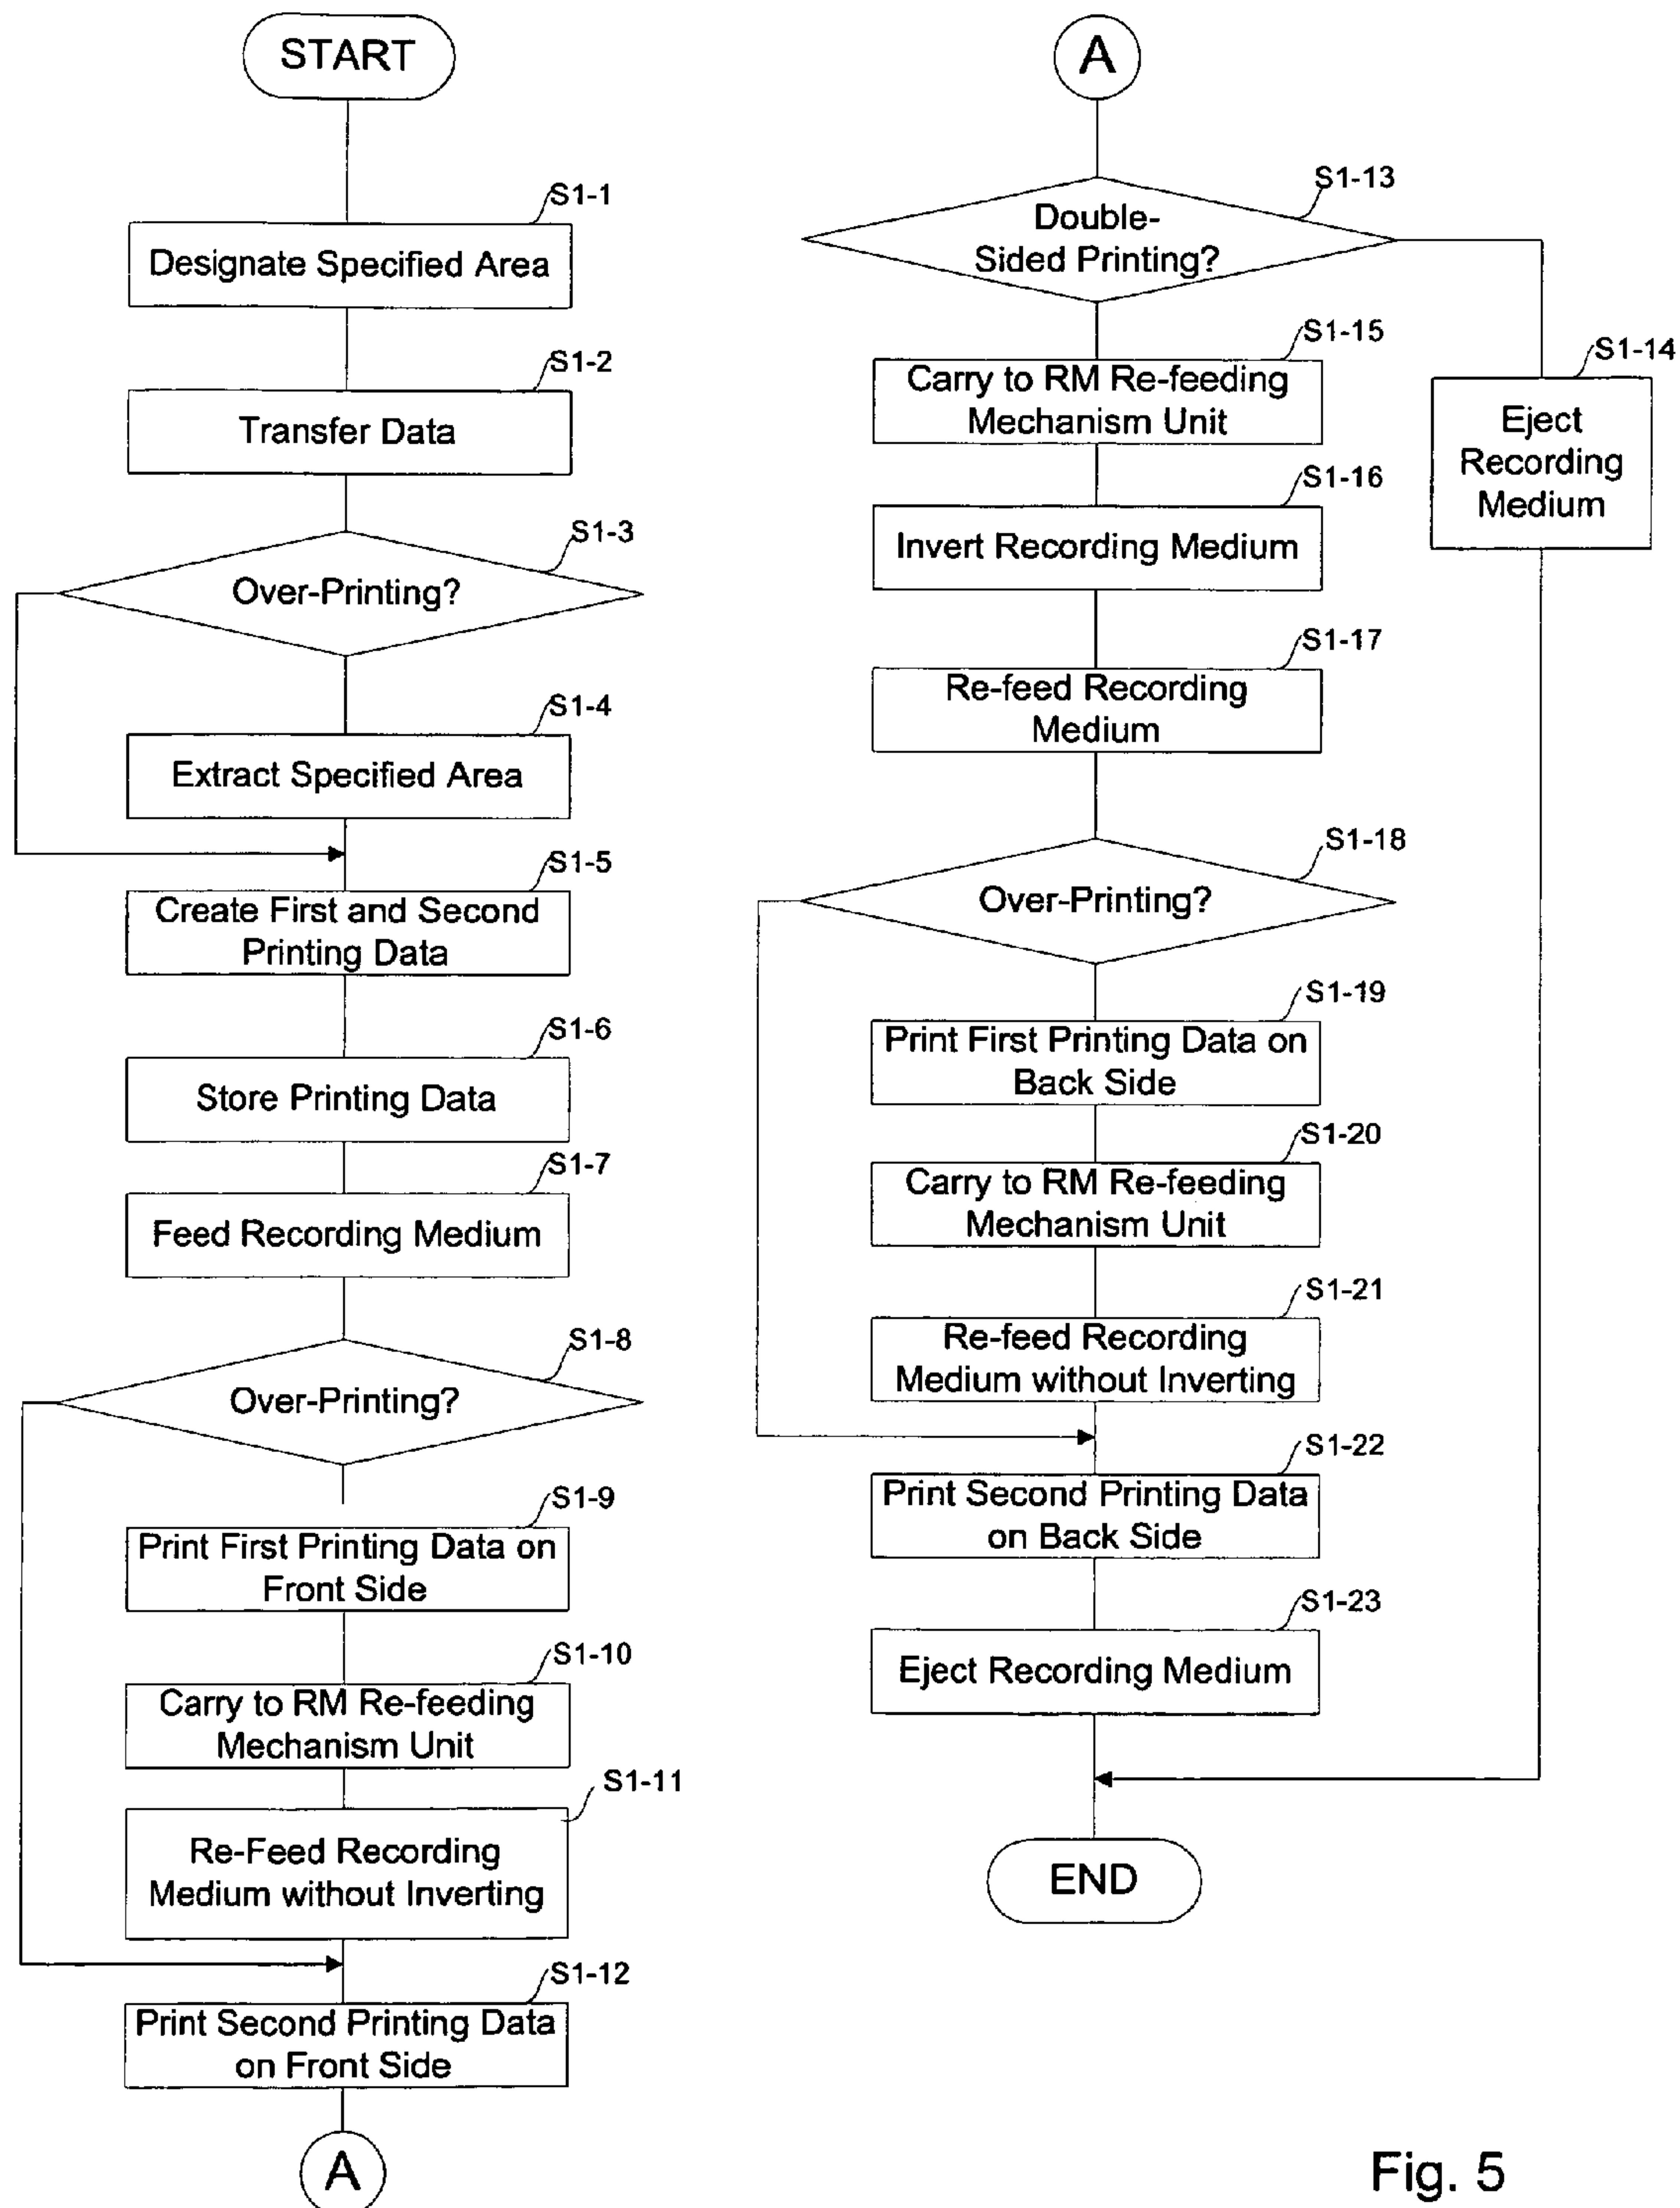 START
S1-1
Designate Specified Area
S1-2
Transfer Data
S1-3
Over-Printing?
S1-4
Extract Specified Area
S1-5
Create First and Second
Printing Data
S1-6
Store Printing Data
S1-7
Feed Recording Medium
S1-8
Over-Printing?
S1-9
Print First Printing Data on
Front Side
S1-10
Carry to RM Re-feeding
Mechanism Unit
S1-11
Re-Feed Recording
Medium without Inverting
S1-12
Print Second Printing Data
on Front Side
A
A
S1-13
Double-
Sided Printing?
S1-14
Eject
Recording
Medium
S1-15
Carry to RM Re-feeding
Mechanism Unit
S1-16
Invert Recording Medium
S1-17
Re-feed Recording
Medium
S1-18
Over-Printing?
S1-19
Print First Printing Data on
Back Side
S1-20
Carry to RM Re-feeding
Mechanism Unit
S1-21
Re-feed Recording
Medium without Inverting
S1-22
Print Second Printing Data
on Back Side
S1-23
Eject Recording Medium
END
Fig. 5